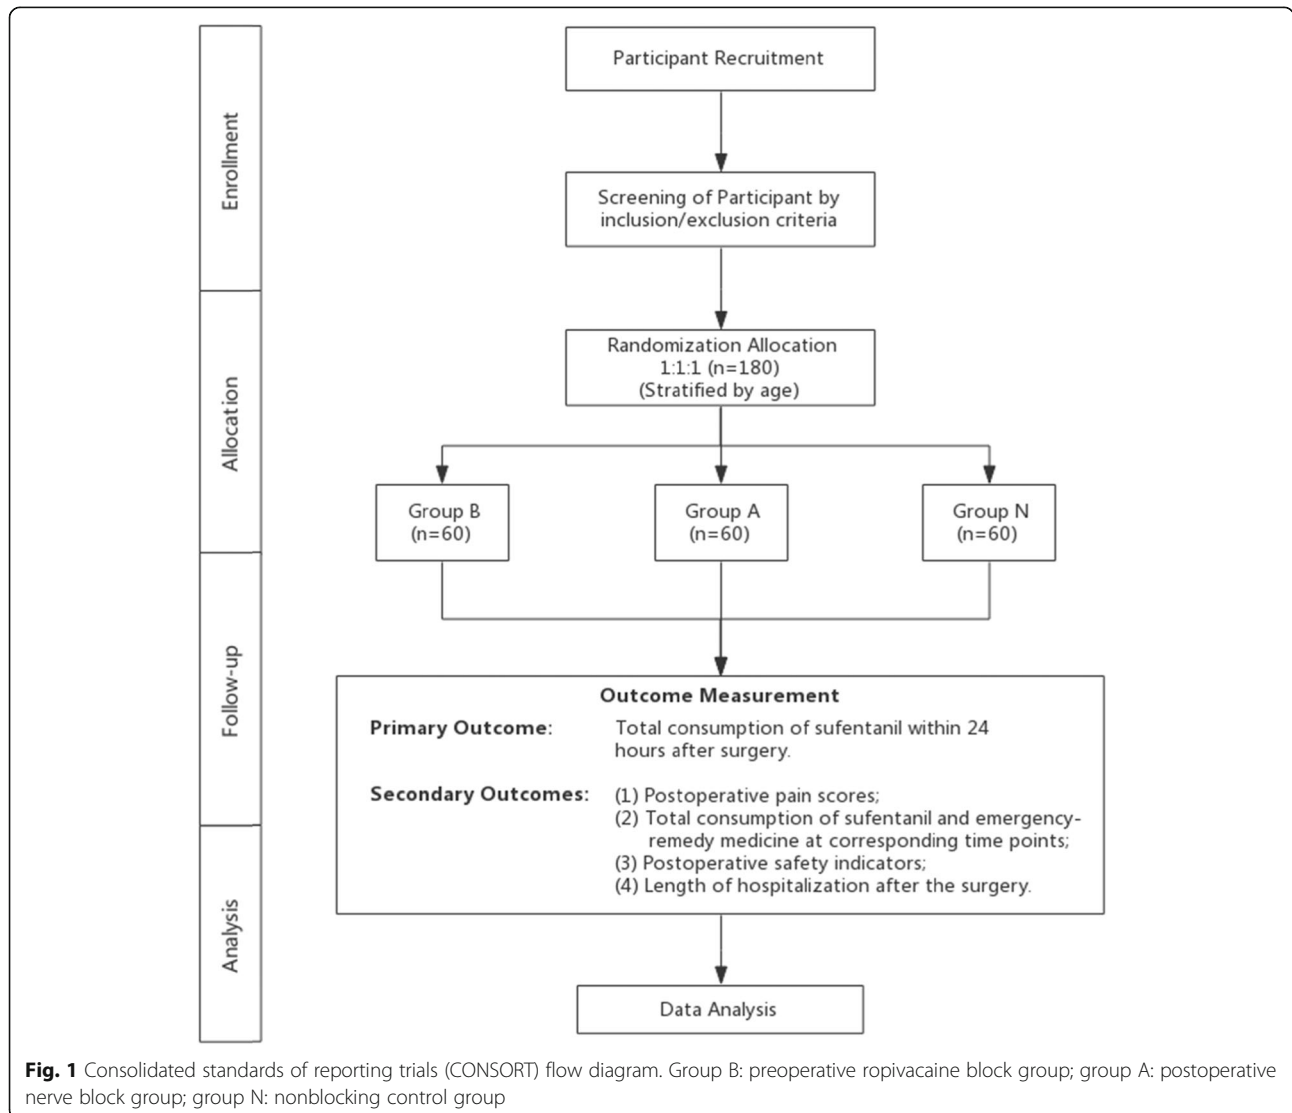 Enrollment
Allocation
Follow-up
Analysis
Participant Recruitment
Screening of Participant by
inclusion/exclusion criteria
Randomization Allocation
1:1:1 (n=180)
(Stratified by age)
Group B
(n=60)
Group A
(n=60)
Group N
(n=60)
Outcome Measurement
Primary Outcome: Total consumption of sufentanil within 24
hours after surgery.
Secondary Outcomes: (1) Postoperative pain scores;
(2) Total consumption of sufentanil and emergency-
remedy medicine at corresponding time points;
(3) Postoperative safety indicators;
(4) Length of hospitalization after the surgery.
Data Analysis
Fig. 1 Consolidated standards of reporting trials (CONSORT) flow diagram. Group B: preoperative ropivacaine block group; group A: postoperative
nerve block group; group N: nonblocking control group